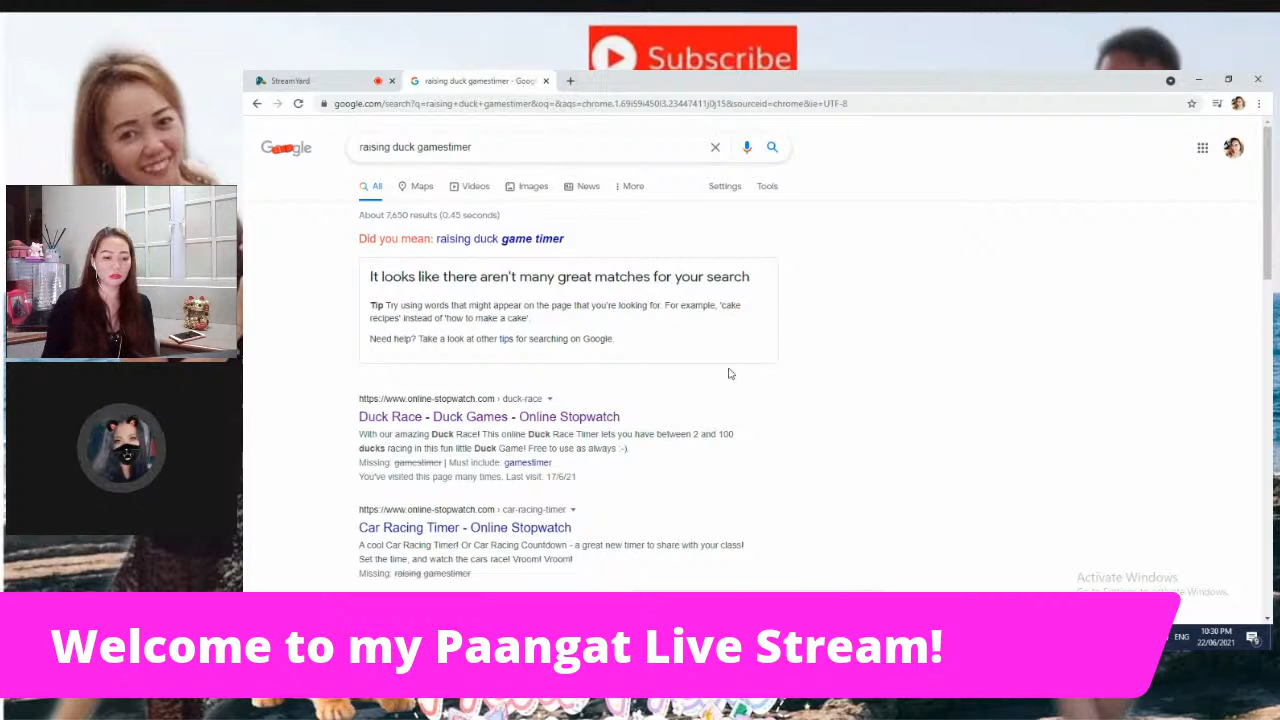 Subscribe
StreamYard
raising duck gamestimer - Goog
google.com/search?q=raising+duck+gamestimer&oq=&aqs=chrome.1.69i59i450l3.23447411j0j15&sourceid=chrome&ie=UTF-8
Google
raising duck gamestimer
All Maps Videos Images News More Settings Tools
About 7,650 results (0.45 seconds)
Did you mean: raising duck game timer
It looks like there aren't many great matches for your search
Tip Try using words that might appear on the page that you're looking for. For example, 'cake
recipes' instead of 'how to make a cake'.
Need help? Take a look at other tips for searching on Google.
https://www.online-stopwatch.com › duck-race
Duck Race - Duck Games - Online Stopwatch
With our amazing Duck Race! This online Duck Race Timer lets you have between 2 and 100
ducks racing in this fun little Duck Game! Free to use as always :-).
Missing: gamestimer | Must include: gamestimer
You've visited this page many times. Last visit: 17/6/21
https://www.online-stopwatch.com › car-racing-timer
Car Racing Timer - Online Stopwatch
A cool Car Racing Timer! Or Car Racing Countdown - a great new timer to share with your class!
Set the time, and watch the cars race! Vroom! Vroom!
Missing: raising gamestimer
Activate Windows
Go to Settings to activate Windows.
ENG
10:30 PM
22/06/2021
Welcome to my Paangat Live Stream!